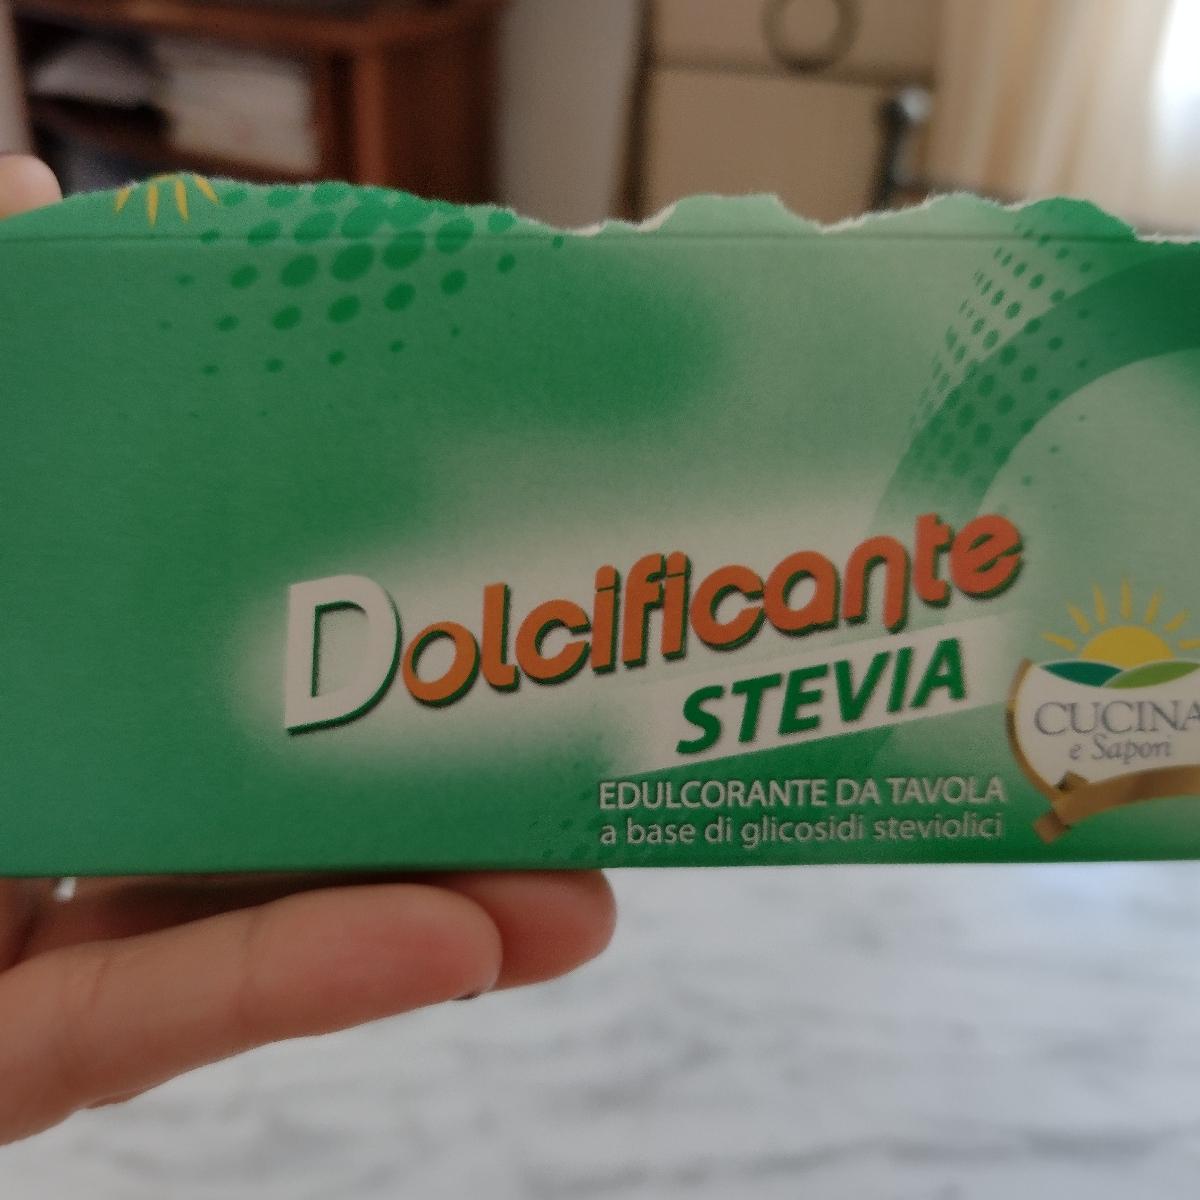 Dolcificante
STEVIA
EDULCORANTE DA TAVOLA
a base di glicosidi steviolici
CUCINA
e Sapori